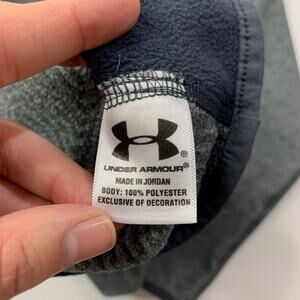 UNDER ARMOUR®
MADE IN JORDAN
BODY: 100% POLYESTER
EXCLUSIVE OF DECORATION